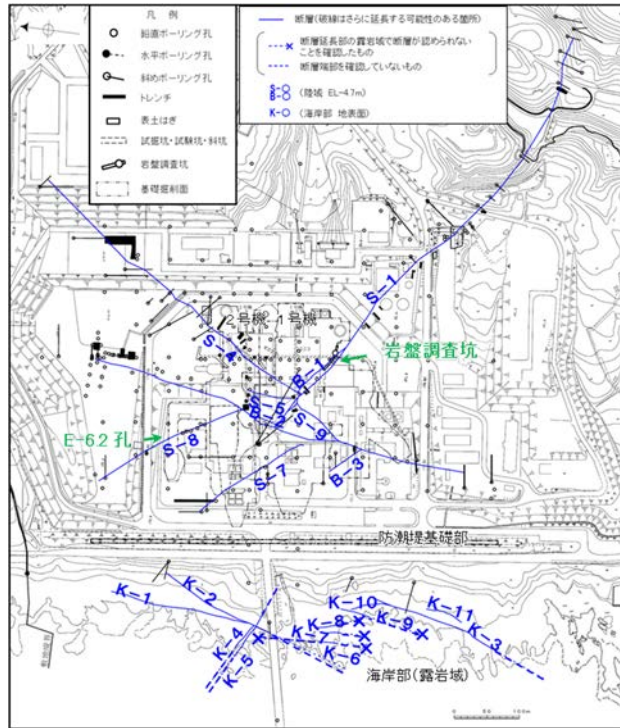 凡 例
鉛直ボーリング孔
水平ボーリング孔
斜めボーリング孔
トレンチ
表土はぎ
試掘坑・試験坑・斜坑
岩盤調査坑
基礎掘削面
断層(破線はさらに延長する可能性のある箇所)
断層延長部の露岩域で断層が認められない
ことを確認したもの
断層端部を確認していないもの
S-○
B-○
(陸域 EL-4.7m)
K-○
(海岸部 地表面)
S-1
2号機
1号機
S-4
B-1
岩盤調査坑
B-2
S-9
E-62孔
S-8
S-7
B-3
防潮堤基礎部
K-1
K-2
K-10
K-11
K-8
K-9
K-3
K-4
K-7
K-5
K-6
海岸部(露岩域)
敷地境界
0 50 100m